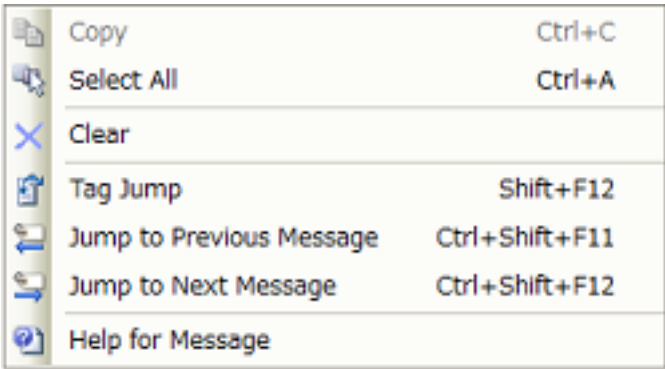 Copy Ctrl+C
Select All Ctrl+A
Clear
Tag Jump Shift+F12
Jump to Previous Message Ctrl+Shift+F11
Jump to Next Message Ctrl+Shift+F12
Help for Message